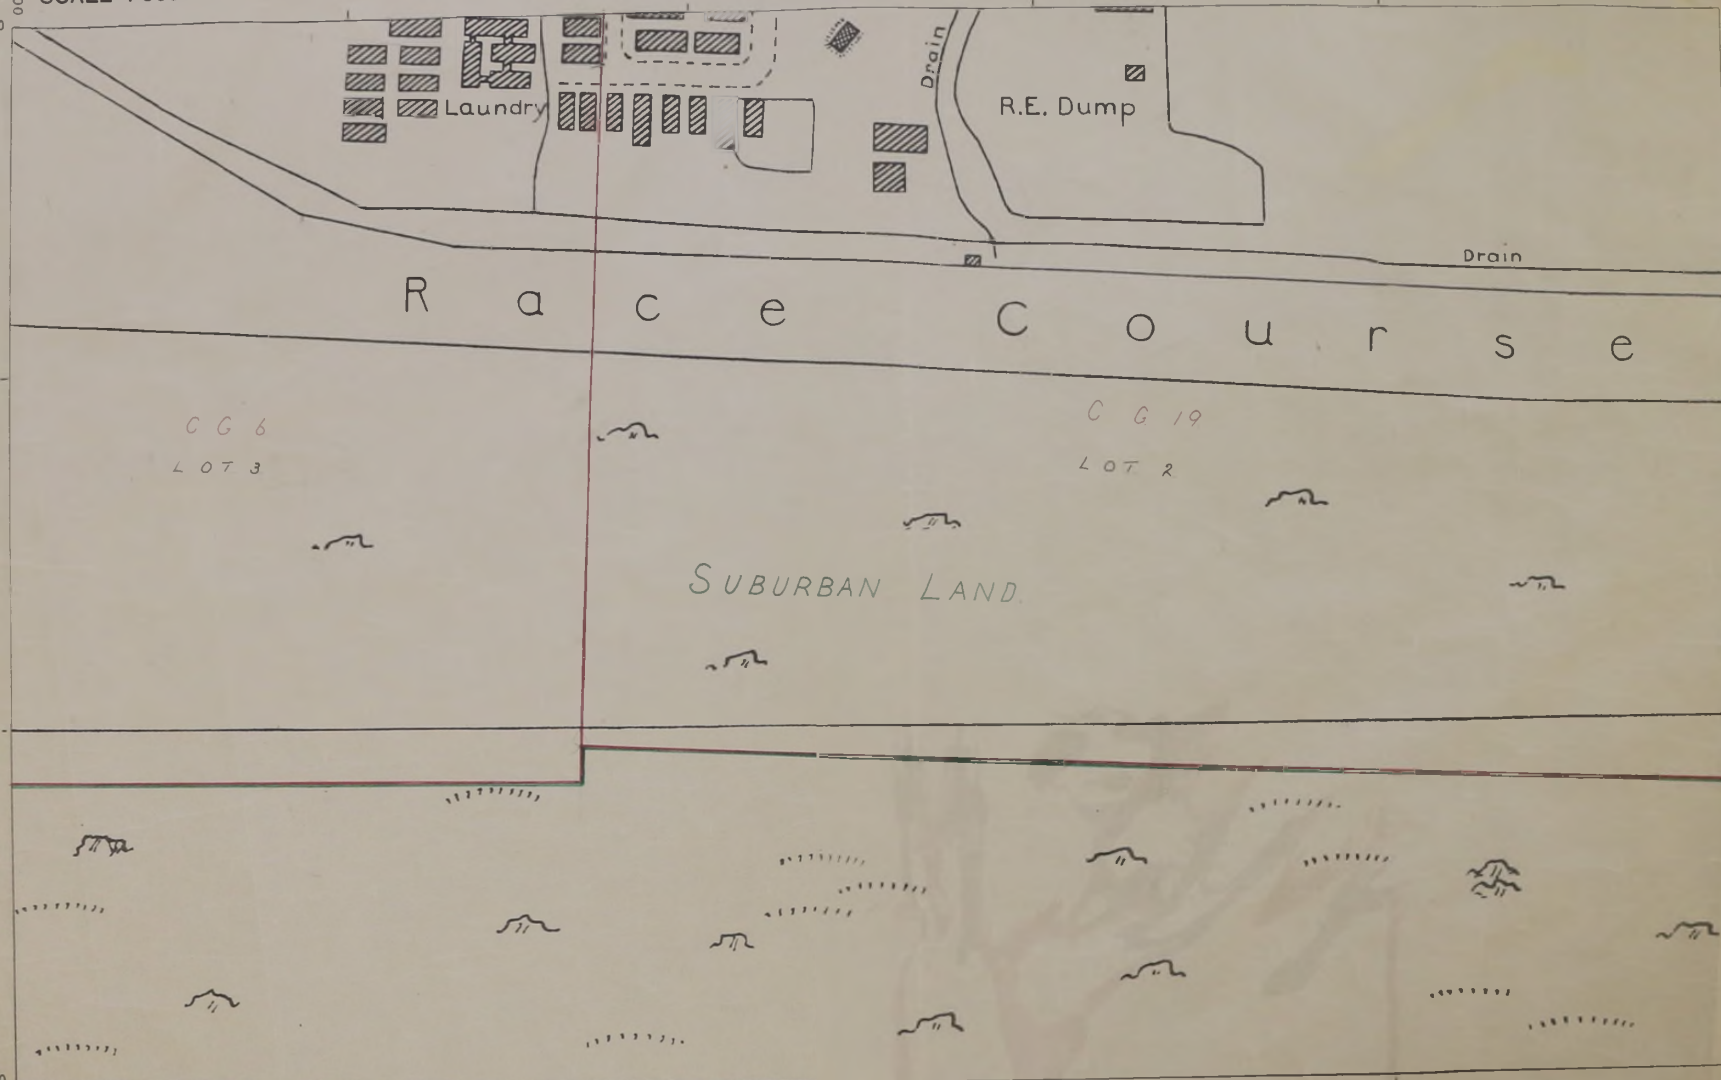 SCALE
Drain
Laundry
R.E. Dump
Drain
Race Course
C G 6
LOT 3
C G 19
LOT 2
SUBURBAN LAND.